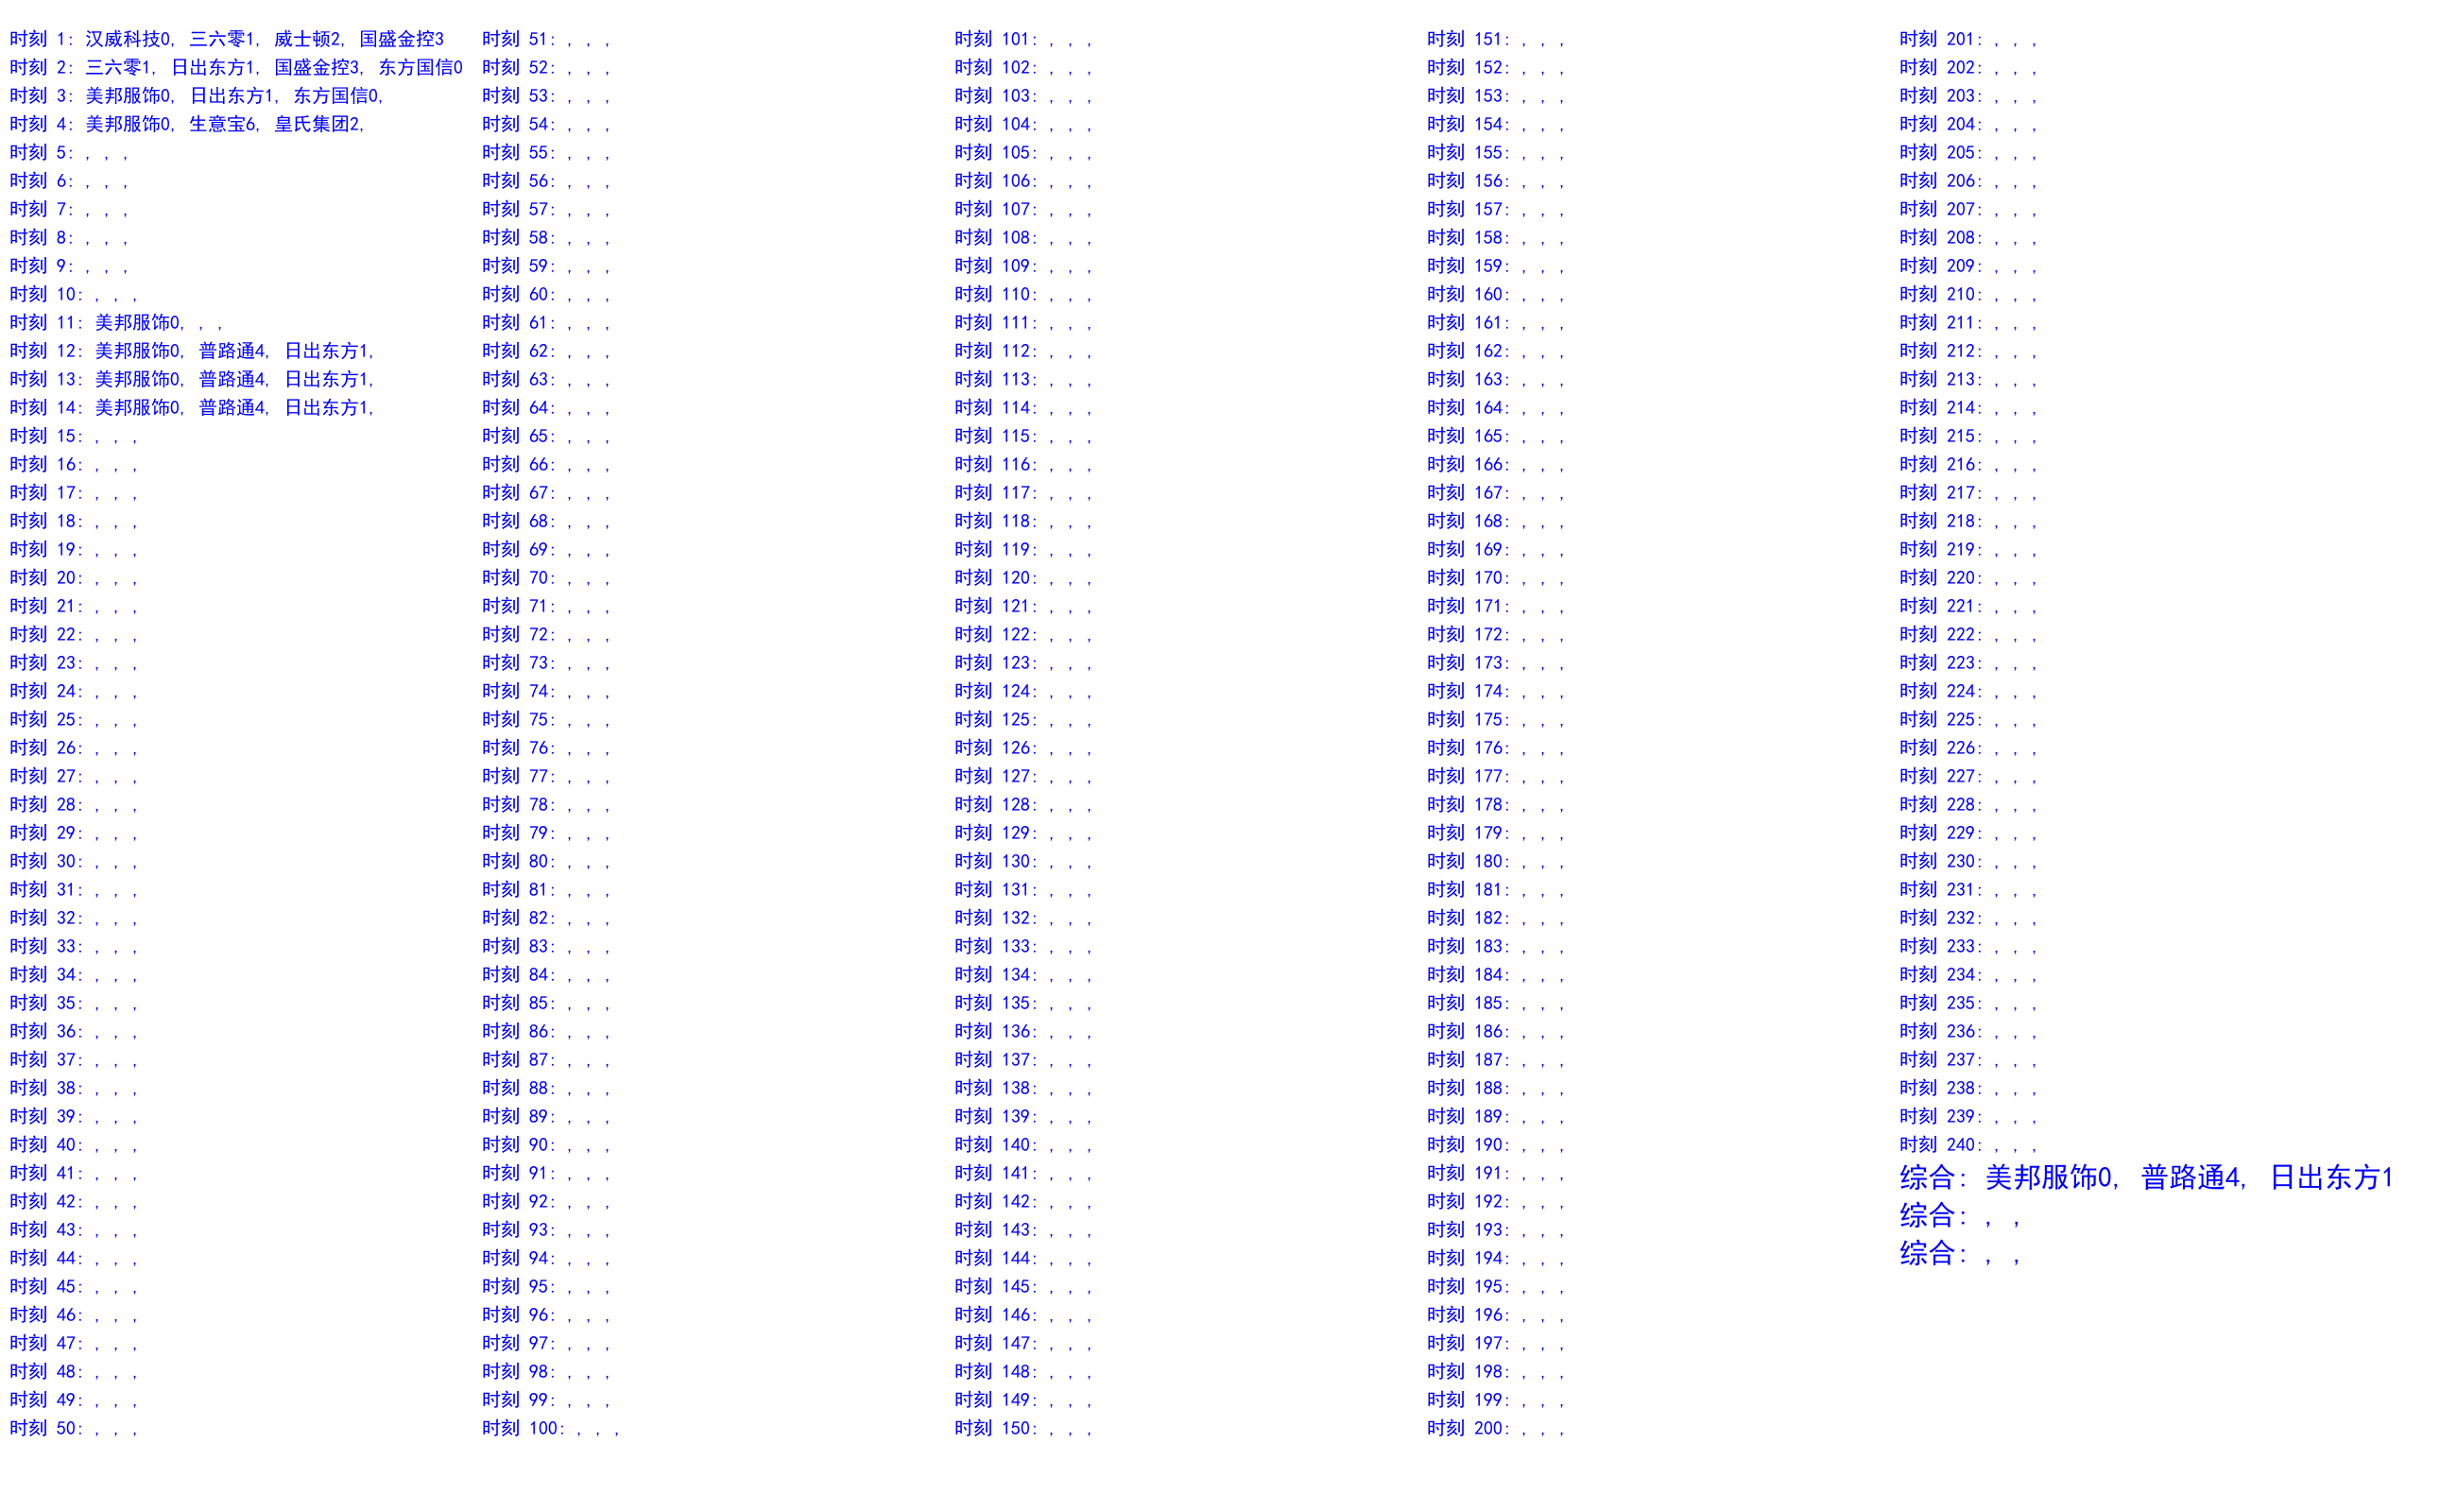 时刻 1: 汉威科技0, 三六零1, 威士顿2, 国盛金控3
时刻 2: 三六零1, 日出东方1, 国盛金控3, 东方国信0
时刻 3: 美邦服饰0, 日出东方1, 东方国信0,
时刻 4: 美邦服饰0, 生意宝6, 皇氏集团2,
时刻 5: , , ,
时刻 6: , , ,
时刻 7: , , ,
时刻 8: , , ,
时刻 9: , , ,
时刻 10: , , ,
时刻 11: 美邦服饰0, , ,
时刻 12: 美邦服饰0, 普路通4, 日出东方1,
时刻 13: 美邦服饰0, 普路通4, 日出东方1,
时刻 14: 美邦服饰0, 普路通4, 日出东方1,
时刻 15: , , ,
时刻 16: , , ,
时刻 17: , , ,
时刻 18: , , ,
时刻 19: , , ,
时刻 20: , , ,
时刻 21: , , ,
时刻 22: , , ,
时刻 23: , , ,
时刻 24: , , ,
时刻 25: , , ,
时刻 26: , , ,
时刻 27: , , ,
时刻 28: , , ,
时刻 29: , , ,
时刻 30: , , ,
时刻 31: , , ,
时刻 32: , , ,
时刻 33: , , ,
时刻 34: , , ,
时刻 35: , , ,
时刻 36: , , ,
时刻 37: , , ,
时刻 38: , , ,
时刻 39: , , ,
时刻 40: , , ,
时刻 41: , , ,
时刻 42: , , ,
时刻 43: , , ,
时刻 44: , , ,
时刻 45: , , ,
时刻 46: , , ,
时刻 47: , , ,
时刻 48: , , ,
时刻 49: , , ,
时刻 50: , , ,
时刻 51: , , ,
时刻 52: , , ,
时刻 53: , , ,
时刻 54: , , ,
时刻 55: , , ,
时刻 56: , , ,
时刻 57: , , ,
时刻 58: , , ,
时刻 59: , , ,
时刻 60: , , ,
时刻 61: , , ,
时刻 62: , , ,
时刻 63: , , ,
时刻 64: , , ,
时刻 65: , , ,
时刻 66: , , ,
时刻 67: , , ,
时刻 68: , , ,
时刻 69: , , ,
时刻 70: , , ,
时刻 71: , , ,
时刻 72: , , ,
时刻 73: , , ,
时刻 74: , , ,
时刻 75: , , ,
时刻 76: , , ,
时刻 77: , , ,
时刻 78: , , ,
时刻 79: , , ,
时刻 80: , , ,
时刻 81: , , ,
时刻 82: , , ,
时刻 83: , , ,
时刻 84: , , ,
时刻 85: , , ,
时刻 86: , , ,
时刻 87: , , ,
时刻 88: , , ,
时刻 89: , , ,
时刻 90: , , ,
时刻 91: , , ,
时刻 92: , , ,
时刻 93: , , ,
时刻 94: , , ,
时刻 95: , , ,
时刻 96: , , ,
时刻 97: , , ,
时刻 98: , , ,
时刻 99: , , ,
时刻 100: , , ,
时刻 101: , , ,
时刻 102: , , ,
时刻 103: , , ,
时刻 104: , , ,
时刻 105: , , ,
时刻 106: , , ,
时刻 107: , , ,
时刻 108: , , ,
时刻 109: , , ,
时刻 110: , , ,
时刻 111: , , ,
时刻 112: , , ,
时刻 113: , , ,
时刻 114: , , ,
时刻 115: , , ,
时刻 116: , , ,
时刻 117: , , ,
时刻 118: , , ,
时刻 119: , , ,
时刻 120: , , ,
时刻 121: , , ,
时刻 122: , , ,
时刻 123: , , ,
时刻 124: , , ,
时刻 125: , , ,
时刻 126: , , ,
时刻 127: , , ,
时刻 128: , , ,
时刻 129: , , ,
时刻 130: , , ,
时刻 131: , , ,
时刻 132: , , ,
时刻 133: , , ,
时刻 134: , , ,
时刻 135: , , ,
时刻 136: , , ,
时刻 137: , , ,
时刻 138: , , ,
时刻 139: , , ,
时刻 140: , , ,
时刻 141: , , ,
时刻 142: , , ,
时刻 143: , , ,
时刻 144: , , ,
时刻 145: , , ,
时刻 146: , , ,
时刻 147: , , ,
时刻 148: , , ,
时刻 149: , , ,
时刻 150: , , ,
时刻 151: , , ,
时刻 152: , , ,
时刻 153: , , ,
时刻 154: , , ,
时刻 155: , , ,
时刻 156: , , ,
时刻 157: , , ,
时刻 158: , , ,
时刻 159: , , ,
时刻 160: , , ,
时刻 161: , , ,
时刻 162: , , ,
时刻 163: , , ,
时刻 164: , , ,
时刻 165: , , ,
时刻 166: , , ,
时刻 167: , , ,
时刻 168: , , ,
时刻 169: , , ,
时刻 170: , , ,
时刻 171: , , ,
时刻 172: , , ,
时刻 173: , , ,
时刻 174: , , ,
时刻 175: , , ,
时刻 176: , , ,
时刻 177: , , ,
时刻 178: , , ,
时刻 179: , , ,
时刻 180: , , ,
时刻 181: , , ,
时刻 182: , , ,
时刻 183: , , ,
时刻 184: , , ,
时刻 185: , , ,
时刻 186: , , ,
时刻 187: , , ,
时刻 188: , , ,
时刻 189: , , ,
时刻 190: , , ,
时刻 191: , , ,
时刻 192: , , ,
时刻 193: , , ,
时刻 194: , , ,
时刻 195: , , ,
时刻 196: , , ,
时刻 197: , , ,
时刻 198: , , ,
时刻 199: , , ,
时刻 200: , , ,
时刻 201: , , ,
时刻 202: , , ,
时刻 203: , , ,
时刻 204: , , ,
时刻 205: , , ,
时刻 206: , , ,
时刻 207: , , ,
时刻 208: , , ,
时刻 209: , , ,
时刻 210: , , ,
时刻 211: , , ,
时刻 212: , , ,
时刻 213: , , ,
时刻 214: , , ,
时刻 215: , , ,
时刻 216: , , ,
时刻 217: , , ,
时刻 218: , , ,
时刻 219: , , ,
时刻 220: , , ,
时刻 221: , , ,
时刻 222: , , ,
时刻 223: , , ,
时刻 224: , , ,
时刻 225: , , ,
时刻 226: , , ,
时刻 227: , , ,
时刻 228: , , ,
时刻 229: , , ,
时刻 230: , , ,
时刻 231: , , ,
时刻 232: , , ,
时刻 233: , , ,
时刻 234: , , ,
时刻 235: , , ,
时刻 236: , , ,
时刻 237: , , ,
时刻 238: , , ,
时刻 239: , , ,
时刻 240: , , ,
综合: 美邦服饰0, 普路通4, 日出东方1
综合: , ,
综合: , ,